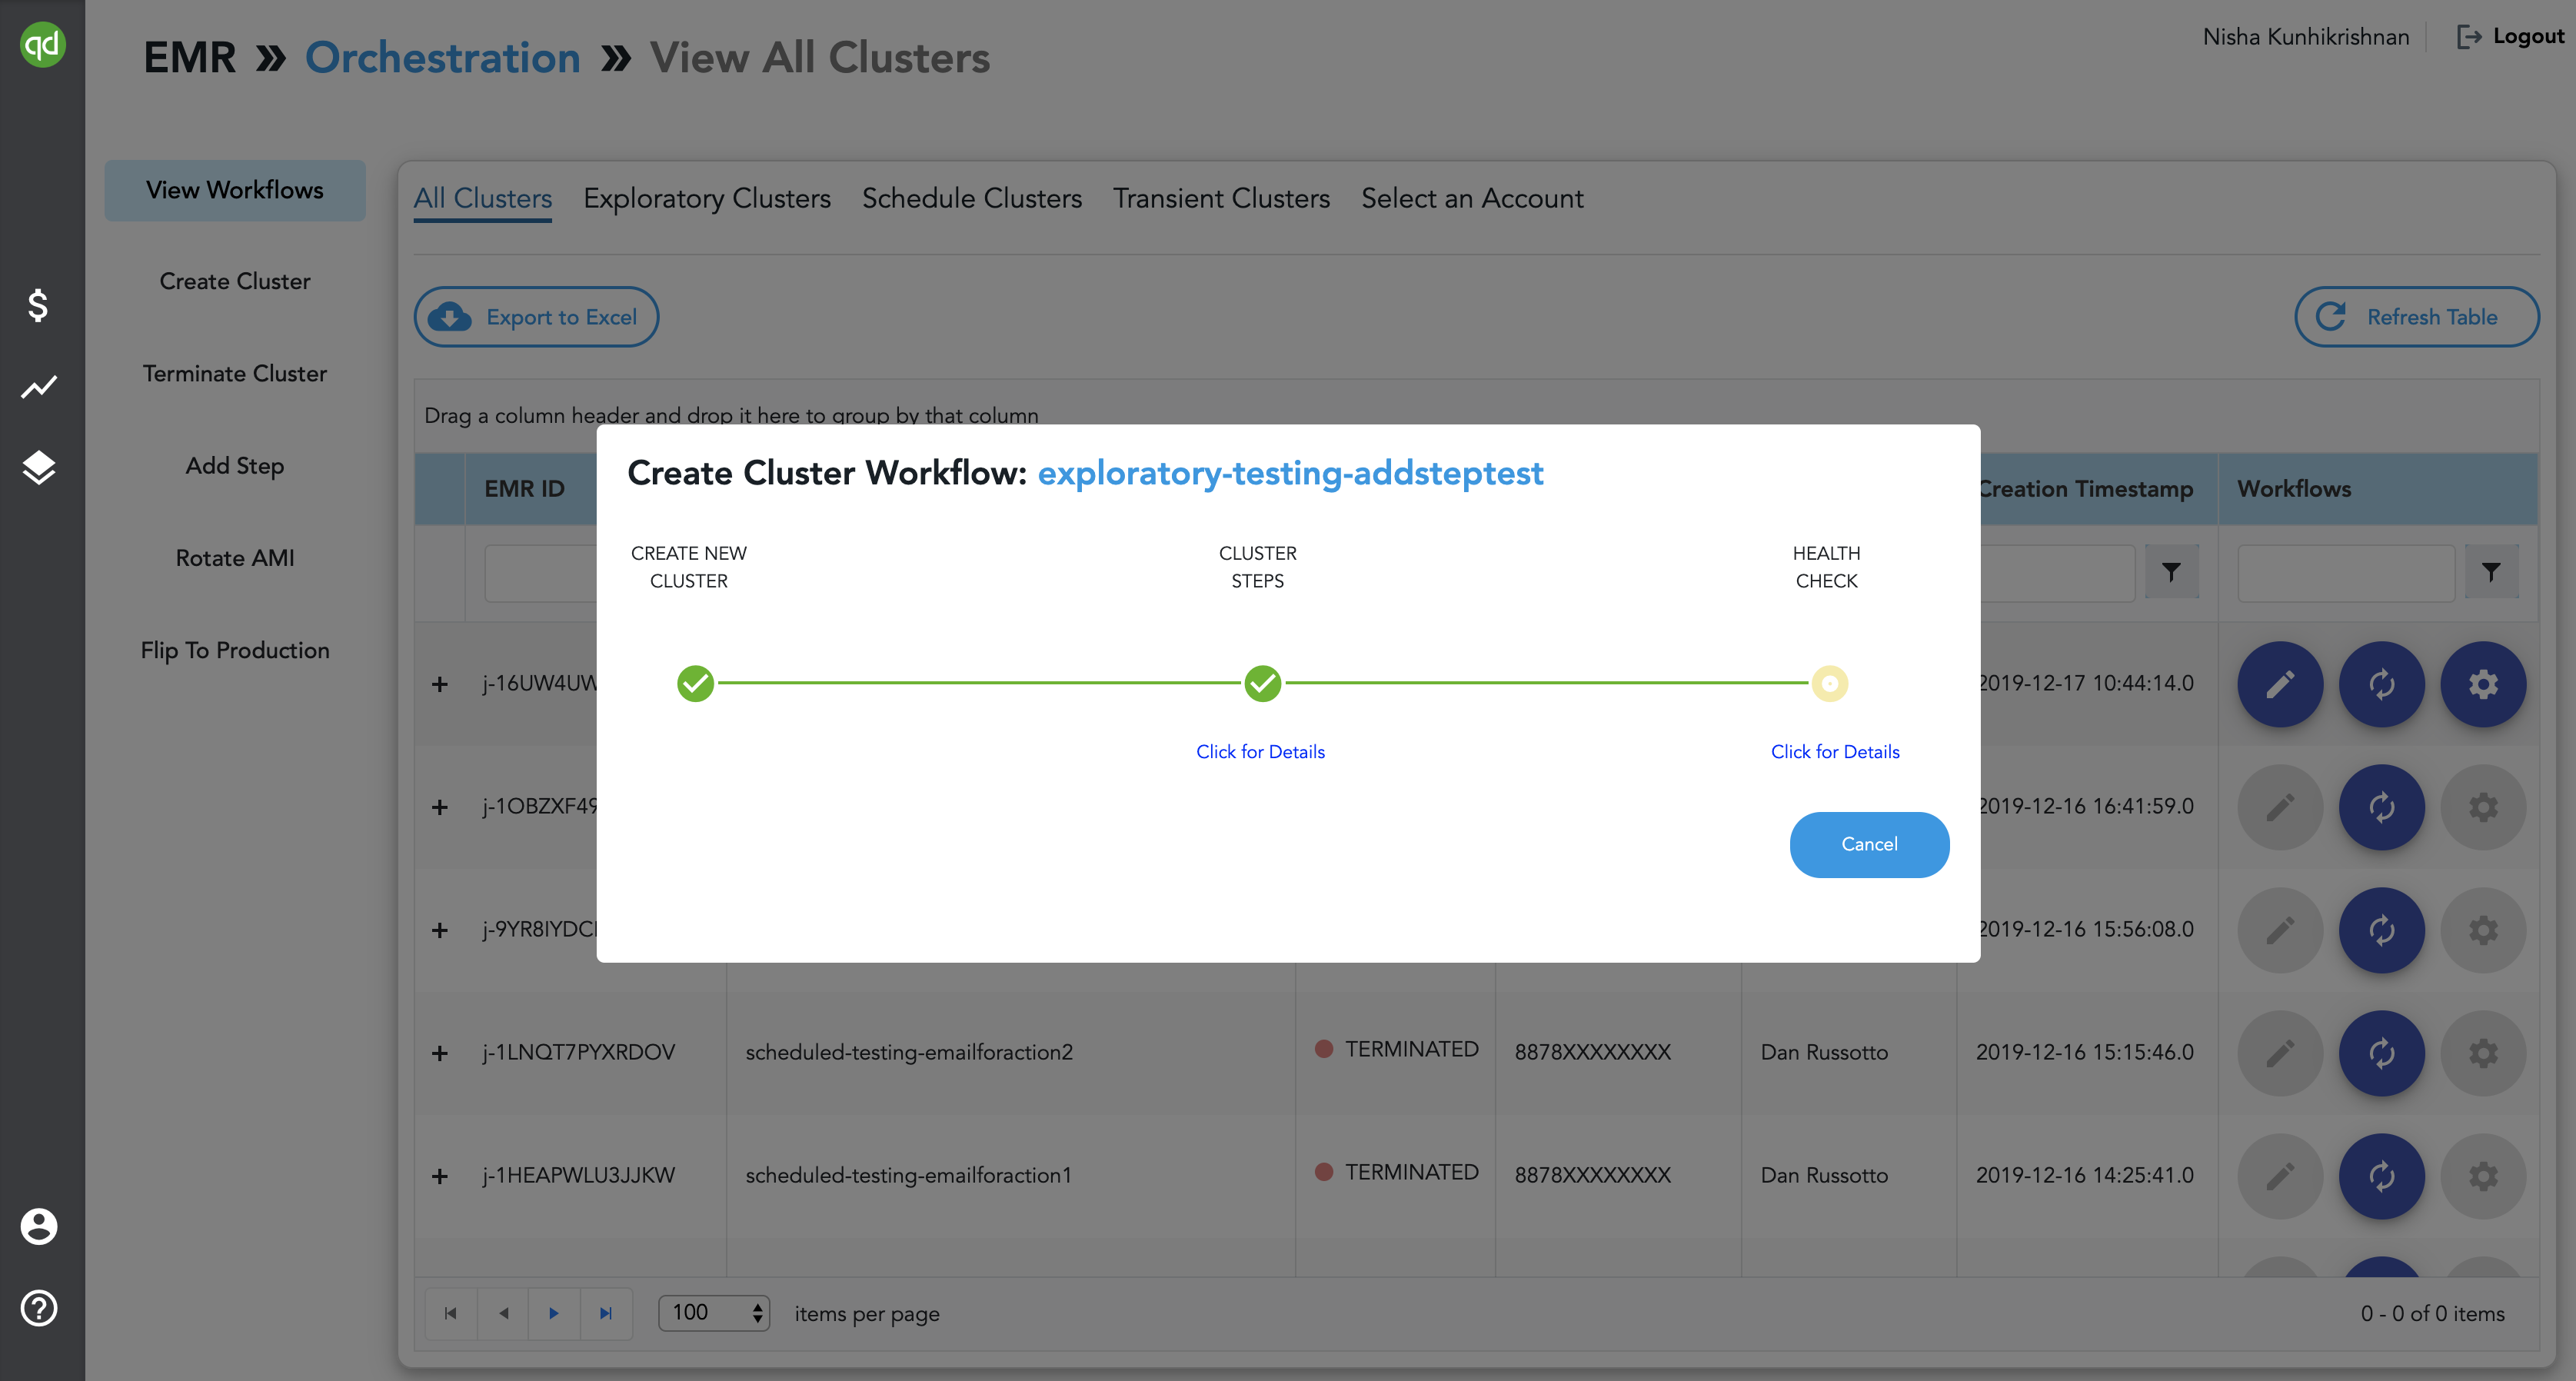 qd
EMR » Orchestration » View All Clusters
Nisha Kunhikrishnan
Logout
View Workflows
Create Cluster
Terminate Cluster
Add Step
Rotate AMI
Flip To Production
All Clusters Exploratory Clusters Schedule Clusters Transient Clusters Select an Account
Export to Excel
Refresh Table
Drag a column header and drop it here to group by that column
EMR ID
Creation Timestamp
Workflows
Create Cluster Workflow: exploratory-testing-addsteptest
CREATE NEW
CLUSTER
CLUSTER
STEPS
HEALTH
CHECK
Click for Details
Click for Details
Cancel
+ j-16UW4UW 2019-12-17 10:44:14.0
+ j-1OBZXF49 2019-12-16 16:41:59.0
+ j-9YR8IYDC 2019-12-16 15:56:08.0
+ j-1LNQT7PYXRDOV scheduled-testing-emailforaction2 TERMINATED 8878XXXXXXXX Dan Russotto 2019-12-16 15:15:46.0
+ j-1HEAPWLU3JJKW scheduled-testing-emailforaction1 TERMINATED 8878XXXXXXXX Dan Russotto 2019-12-16 14:25:41.0
100 items per page
0 - 0 of 0 items